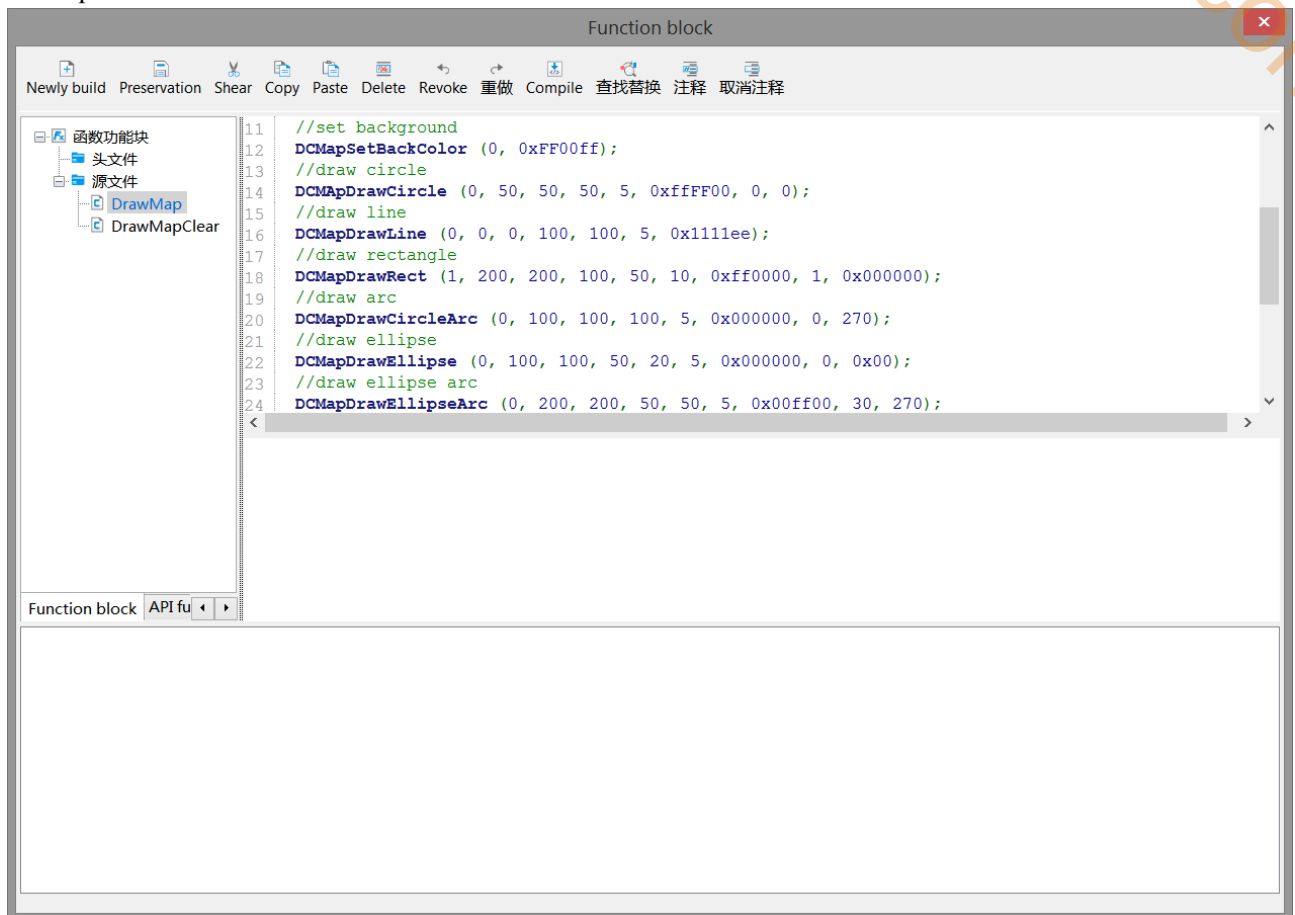 Function block
Newly build Preservation Shear Copy Paste Delete Revoke 重做 Compile 查找替换 注释 取消注释
函数功能块
头文件
源文件
DrawMap
DrawMapClear
11 //set background
12 DCMapSetBackColor (0, 0xFF00ff);
13 //draw circle
14 DCMApDrawCircle (0, 50, 50, 50, 5, 0xffFF00, 0, 0);
15 //draw line
16 DCMapDrawLine (0, 0, 0, 100, 100, 5, 0x1111ee);
17 //draw rectangle
18 DCMapDrawRect (1, 200, 200, 100, 50, 10, 0xff0000, 1, 0x000000);
19 //draw arc
20 DCMapDrawCircleArc (0, 100, 100, 100, 5, 0x000000, 0, 270);
21 //draw ellipse
22 DCMapDrawEllipse (0, 100, 100, 50, 20, 5, 0x000000, 0, 0x00);
23 //draw ellipse arc
24 DCMapDrawEllipseArc (0, 200, 200, 50, 50, 5, 0x00ff00, 30, 270);
Function block API fu